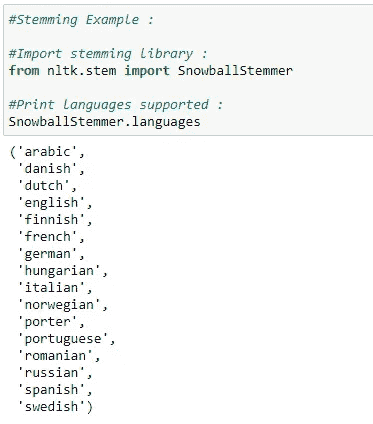 #Stemming Example :
#Import stemming library :
from nltk.stem import SnowballStemmer
#Print languages supported :
SnowballStemmer.languages
('arabic',
'danish',
'dutch',
'english',
'finnish',
'french',
'german',
'hungarian',
'italian',
'norwegian',
'porter',
'portuguese',
'romanian',
'russian',
'spanish',
'swedish')